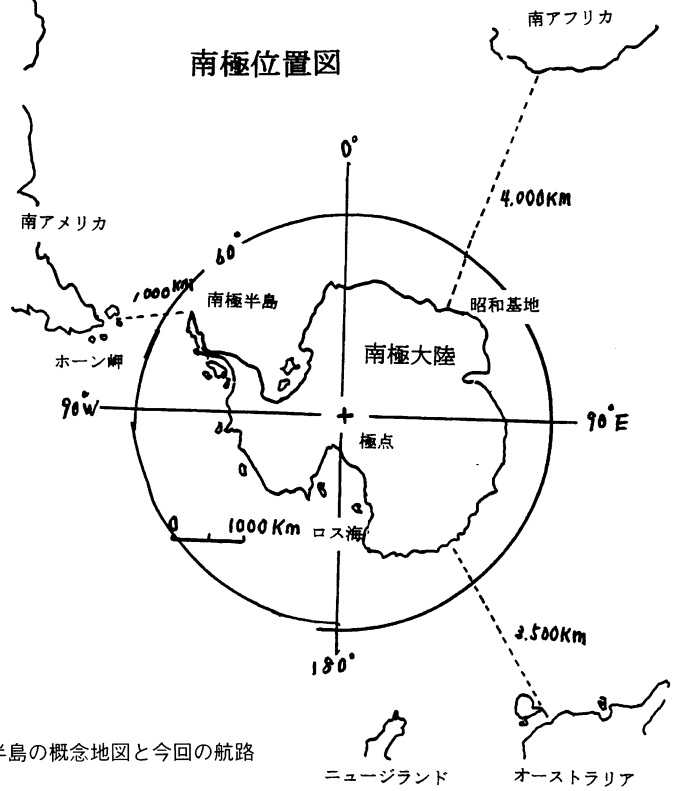 南アフリカ
南極位置図
0°
4.000KM
南アメリカ
60°
1000KM
南極半島
昭和基地
南極大陸
ホーン岬
90°W
90°E
極点
0 1000Km
ロス海
3.500Km
180°
半島の概念地図と今回の航路
ニュージランド
オーストラリア